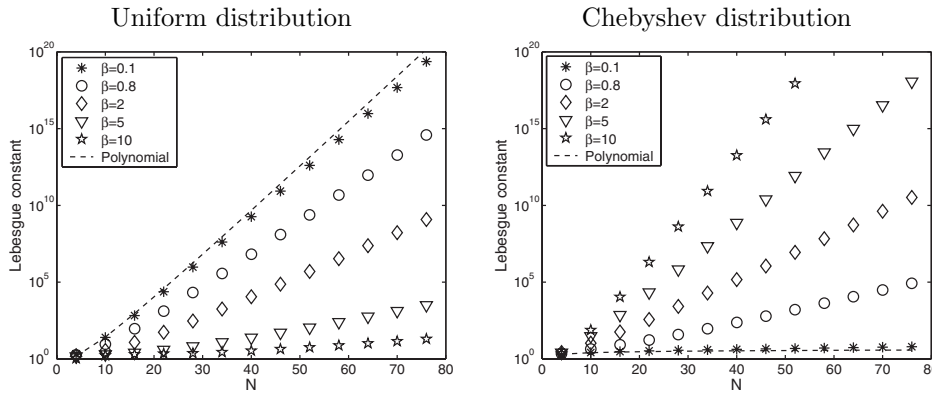 Uniform distribution
Chebyshev distribution
10^20
10^15
10^10
10^5
10^0
Lebesgue constant
β=0.1
β=0.8
β=2
β=5
β=10
Polynomial
0 10 20 30 40 50 60 70 80
N
10^20
10^15
10^10
10^5
10^0
Lebesgue constant
β=0.1
β=0.8
β=2
β=5
β=10
Polynomial
0 10 20 30 40 50 60 70 80
N